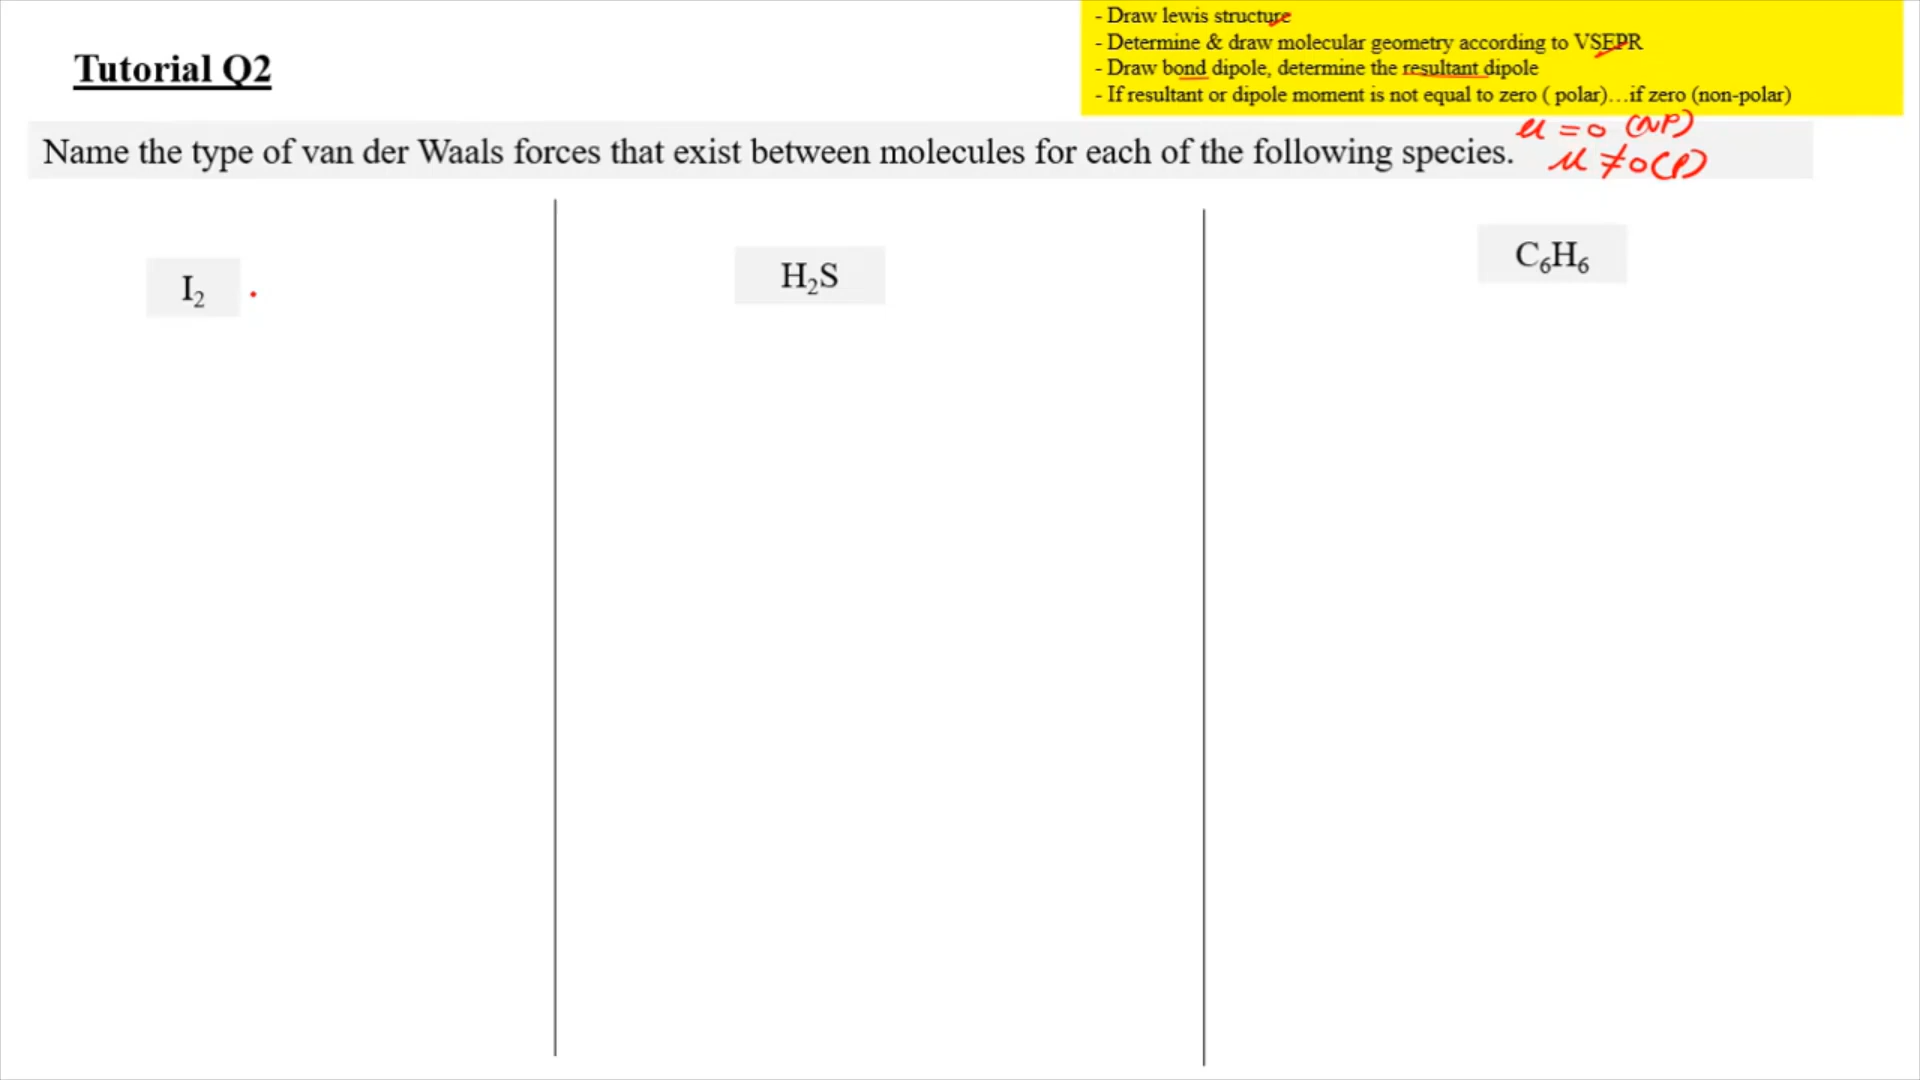 - Draw lewis structure
- Determine & draw molecular geometry according to VSEPR
- Draw bond dipole, determine the resultant dipole
- If resultant or dipole moment is not equal to zero ( polar)…if zero (non-polar)
Tutorial Q2
μ = 0 (NP)
Name the type of van der Waals forces that exist between molecules for each of the following species.
μ ≠ 0 (P)
I₂
H₂S
C₆H₆